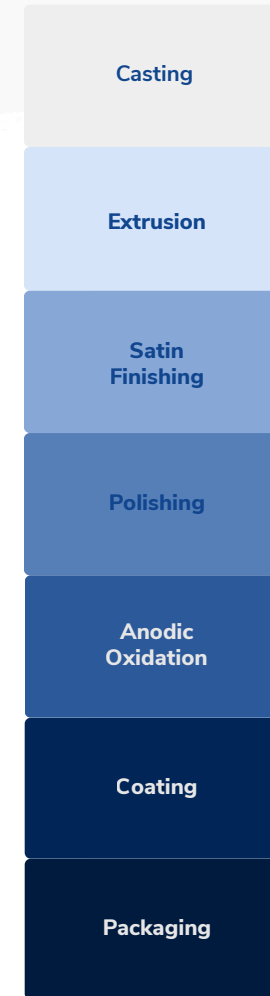 Casting
Extrusion
Satin
Finishing
Polishing
Anodic
Oxidation
Coating
Packaging